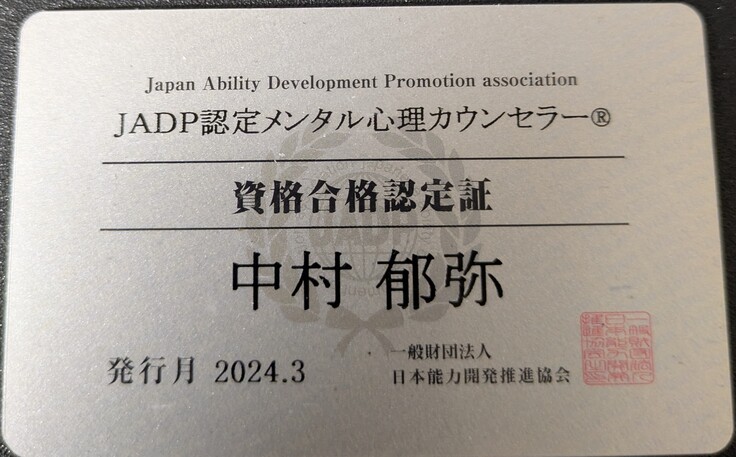 Japan Ability Development Promotion association
JADP認定メンタル心理カウンセラー®
資格合格認定証
中村 郁弥
発行月 2024.3
一般財団法人
日本能力開発推進協会